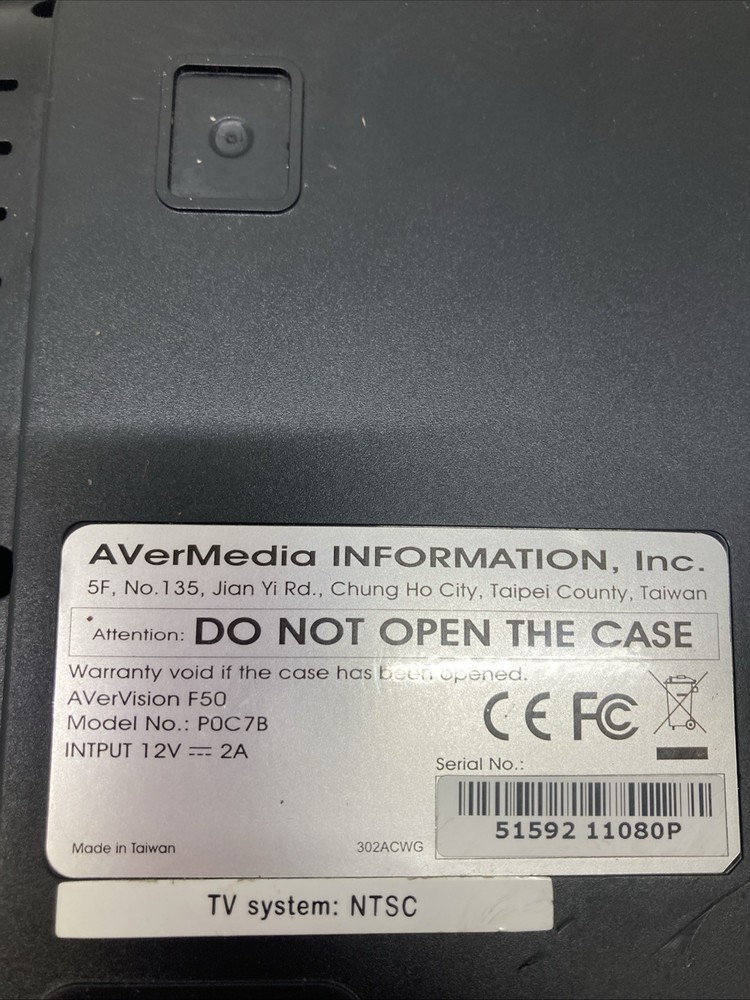 AVerMedia INFORMATION, Inc.
5F, No.135, Jian Yi Rd., Chung Ho City, Taipei County, Taiwan
Attention: DO NOT OPEN THE CASE
Warranty void if the case has been opened.
AVerVision F50
Model No.: P0C7B
INTPUT 12V ⎓ 2A
CE FC
Serial No.:
51592 11080P
Made in Taiwan
302ACWG
TV system: NTSC